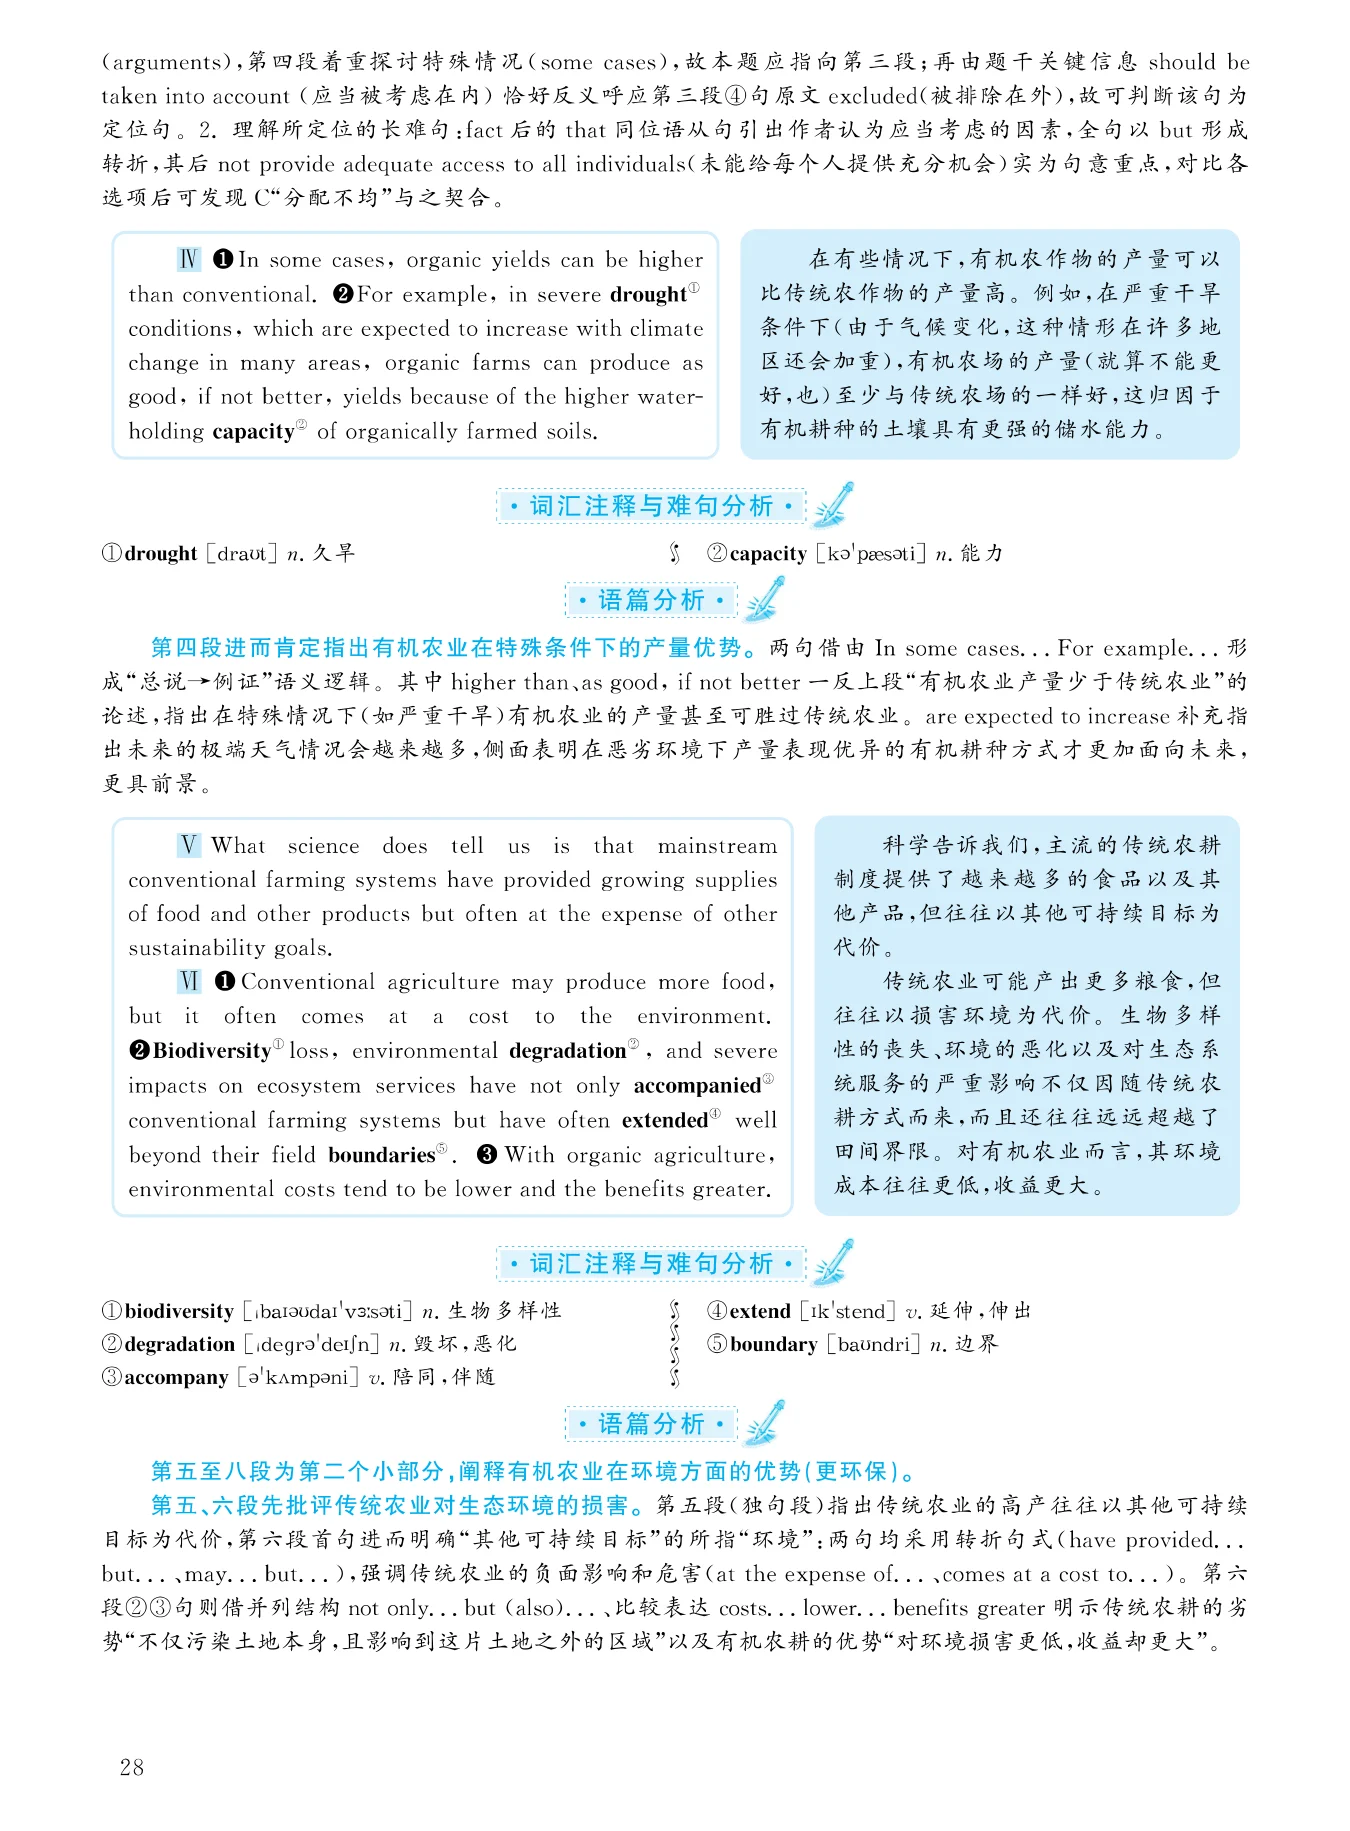 (arguments),第四段着重探讨特殊情况(some cases),故本题应指向第三段;再由题干关键信息 should be
taken into account (应当被考虑在内) 恰好反义呼应第三段④句原文 excluded(被排除在外),故可判断该句为
定位句。2. 理解所定位的长难句:fact 后的 that 同位语从句引出作者认为应当考虑的因素,全句以 but 形成
转折,其后 not provide adequate access to all individuals(未能给每个人提供充分机会)实为句意重点,对比各
选项后可发现 C“分配不均”与之契合。
Ⅳ ❶In some cases, organic yields can be higher
than conventional. ❷For example, in severe drought①
conditions, which are expected to increase with climate
change in many areas, organic farms can produce as
good, if not better, yields because of the higher water-
holding capacity② of organically farmed soils.
在有些情况下,有机农作物的产量可以
比传统农作物的产量高。例如,在严重干旱
条件下(由于气候变化,这种情形在许多地
区还会加重),有机农场的产量(就算不能更
好,也)至少与传统农场的一样好,这归因于
有机耕种的土壤具有更强的储水能力。
·词汇注释与难句分析·
①drought [draʊt] n. 久旱
②capacity [kə'pæsəti] n. 能力
·语篇分析·
第四段进而肯定指出有机农业在特殊条件下的产量优势。两句借由 In some cases...For example...形
成“总说→例证”语义逻辑。其中 higher than、as good, if not better 一反上段“有机农业产量少于传统农业”的
论述,指出在特殊情况下(如严重干旱)有机农业的产量甚至可胜过传统农业。are expected to increase 补充指
出未来的极端天气情况会越来越多,侧面表明在恶劣环境下产量表现优异的有机耕种方式才更加面向未来,
更具前景。
Ⅴ What science does tell us is that mainstream
conventional farming systems have provided growing supplies
of food and other products but often at the expense of other
sustainability goals.
Ⅵ ❶Conventional agriculture may produce more food,
but it often comes at a cost to the environment.
❷Biodiversity① loss, environmental degradation②, and severe
impacts on ecosystem services have not only accompanied③
conventional farming systems but have often extended④ well
beyond their field boundaries⑤. ❸With organic agriculture,
environmental costs tend to be lower and the benefits greater.
科学告诉我们,主流的传统农耕
制度提供了越来越多的食品以及其
他产品,但往往以其他可持续目标为
代价。
传统农业可能产出更多粮食,但
往往以损害环境为代价。生物多样
性的丧失、环境的恶化以及对生态系
统服务的严重影响不仅因随传统农
耕方式而来,而且还往往远远超越了
田间界限。对有机农业而言,其环境
成本往往更低,收益更大。
·词汇注释与难句分析·
①biodiversity [ˌbaɪəʊdaɪ'vɜːsəti] n. 生物多样性
②degradation [ˌdeɡrə'deɪʃn] n. 毁坏,恶化
③accompany [ə'kʌmpəni] v. 陪同,伴随
④extend [ɪk'stend] v. 延伸,伸出
⑤boundary [baʊndri] n. 边界
·语篇分析·
第五至八段为第二个小部分,阐释有机农业在环境方面的优势(更环保)。
第五、六段先批评传统农业对生态环境的损害。第五段(独句段)指出传统农业的高产往往以其他可持续
目标为代价,第六段首句进而明确“其他可持续目标”的所指“环境”:两句均采用转折句式(have provided...
but...、may...but...),强调传统农业的负面影响和危害(at the expense of...、comes at a cost to...)。第六
段②③句则借并列结构 not only...but (also)...、比较表达 costs...lower...benefits greater 明示传统农耕的劣
势“不仅污染土地本身,且影响到这片土地之外的区域”以及有机农耕的优势“对环境损害更低,收益却更大”。
28